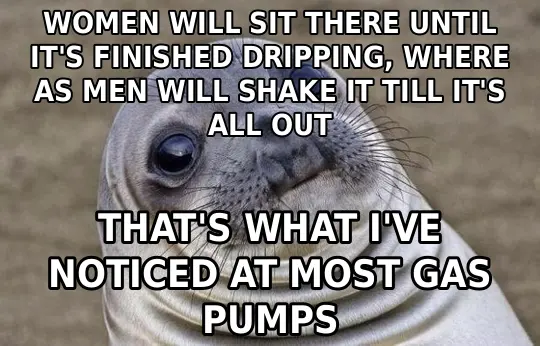 WOMEN WILL SIT THERE UNTIL
IT'S FINISHED DRIPPING, WHERE
AS MEN WILL SHAKE IT TILL IT'S
ALL OUT
THAT'S WHAT I'VE
NOTICED AT MOST GAS
PUMPS